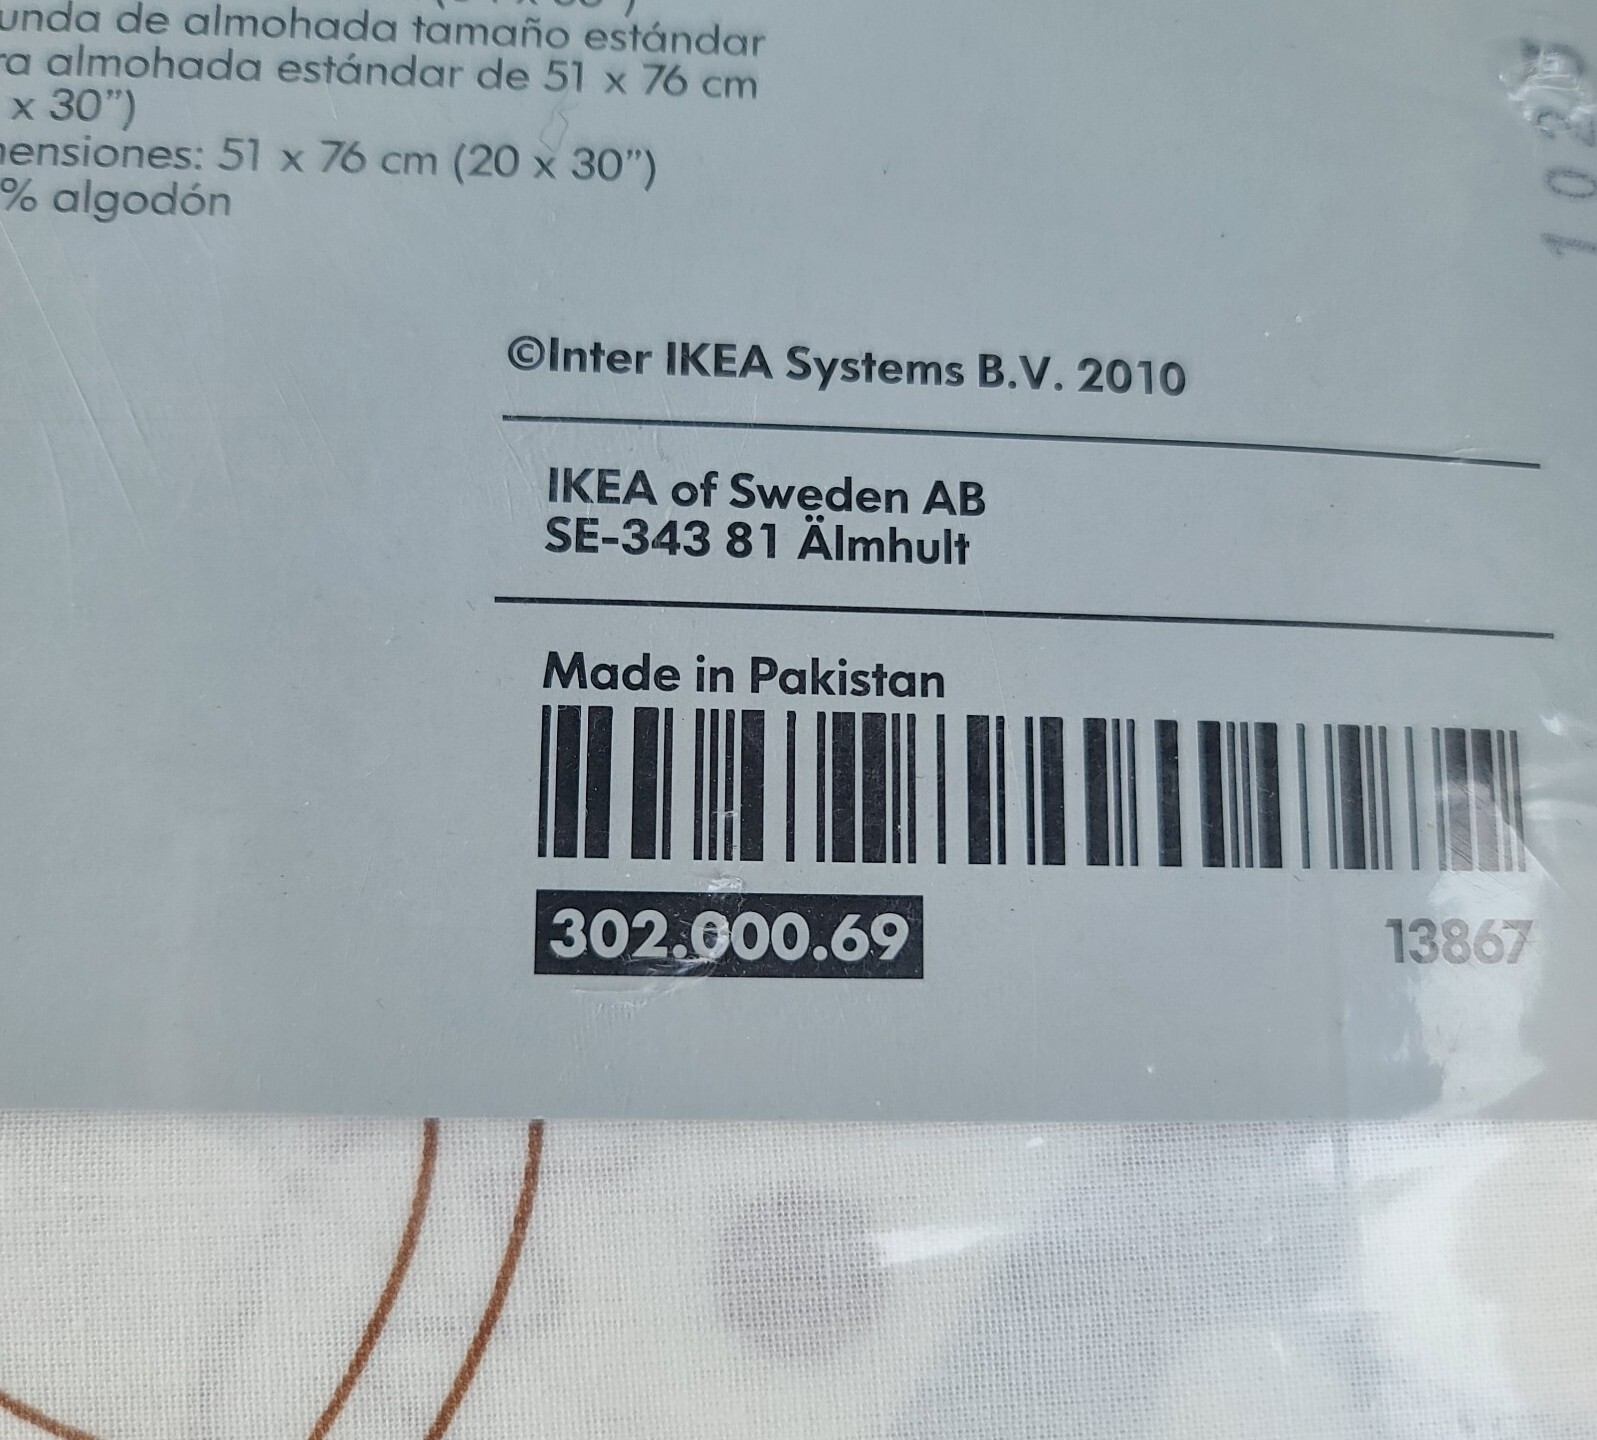 unda de almohada tamaño estándar
ra almohada estándar de 51 x 76 cm
x 30")
ensiones: 51 x 76 cm (20 x 30")
% algodón
©Inter IKEA Systems B.V. 2010
IKEA of Sweden AB
SE-343 81 Älmhult
Made in Pakistan
302.000.69
13867